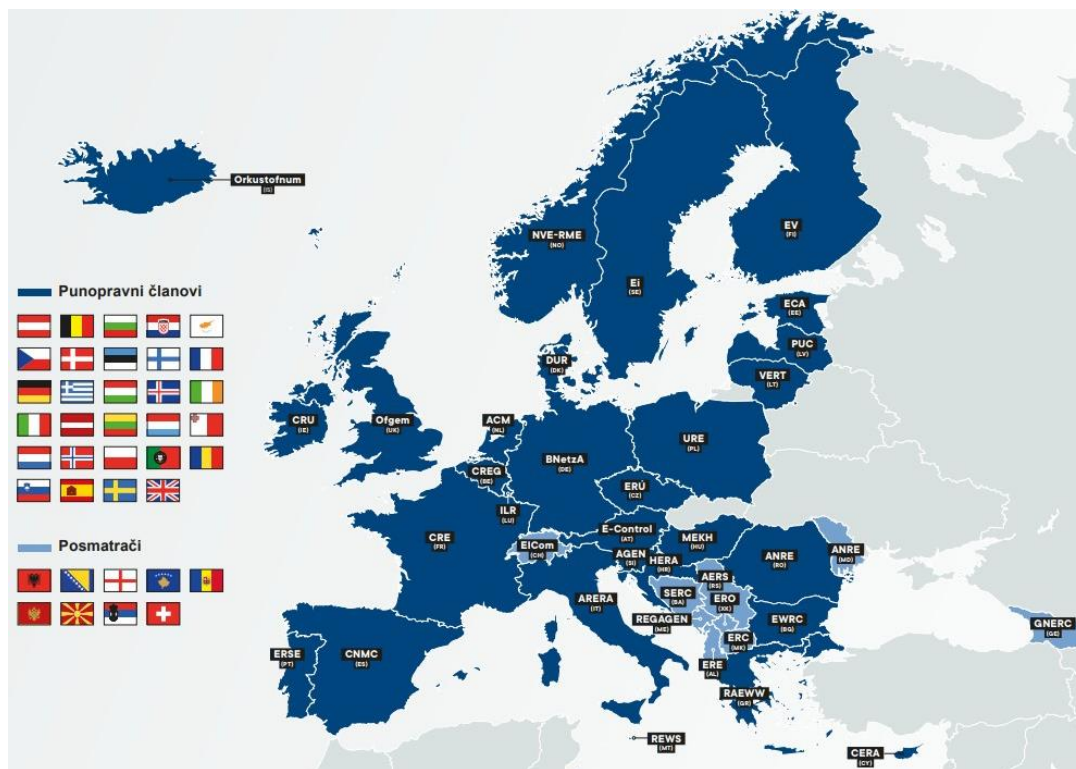 Orkustofnum
(IS)
NVE-RME
(NO)
EV
(FI)
Ei
(SE)
Punopravni članovi
ECA
(EE)
PUC
(LV)
DUR
(DK)
VERT
(LT)
CRU
(IE)
Ofgem
(UK)
ACM
(NL)
URE
(PL)
BNetzA
(DE)
CREG
(BE)
ERÚ
(CZ)
ILR
(LU)
E-Control
(AT)
CRE
(FR)
MEKH
(HU)
Posmatrači
ElCom
(CH)
AGEN
(SI)
HERA
(HR)
ANRE
(RO)
ANRE
(MD)
AERS
(RS)
SERC
(BA)
ERO
(XK)
ARERA
(IT)
REGAGEN
(ME)
EWRC
(BG)
GNERC
(GE)
ERC
(MK)
ERSE
(PT)
CNMC
(ES)
ERE
(AL)
RAEWW
(GR)
REWS
(MT)
CERA
(CY)